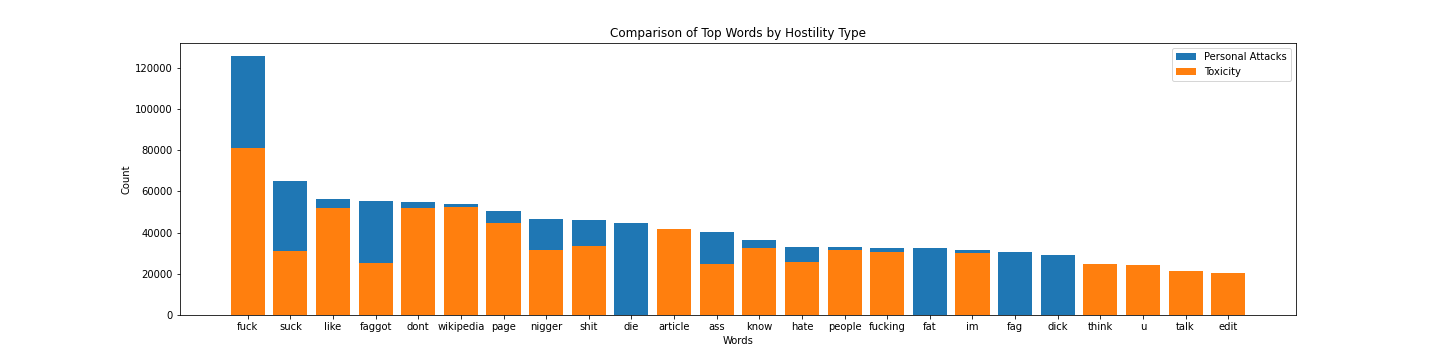 Comparison of Top Words by Hostility Type
Personal Attacks
Toxicity
Count
120000
100000
80000
60000
40000
20000
0
fuck suck like faggot dont wikipedia page nigger shit die article ass know hate people fucking fat im fag dick think u talk edit
Words